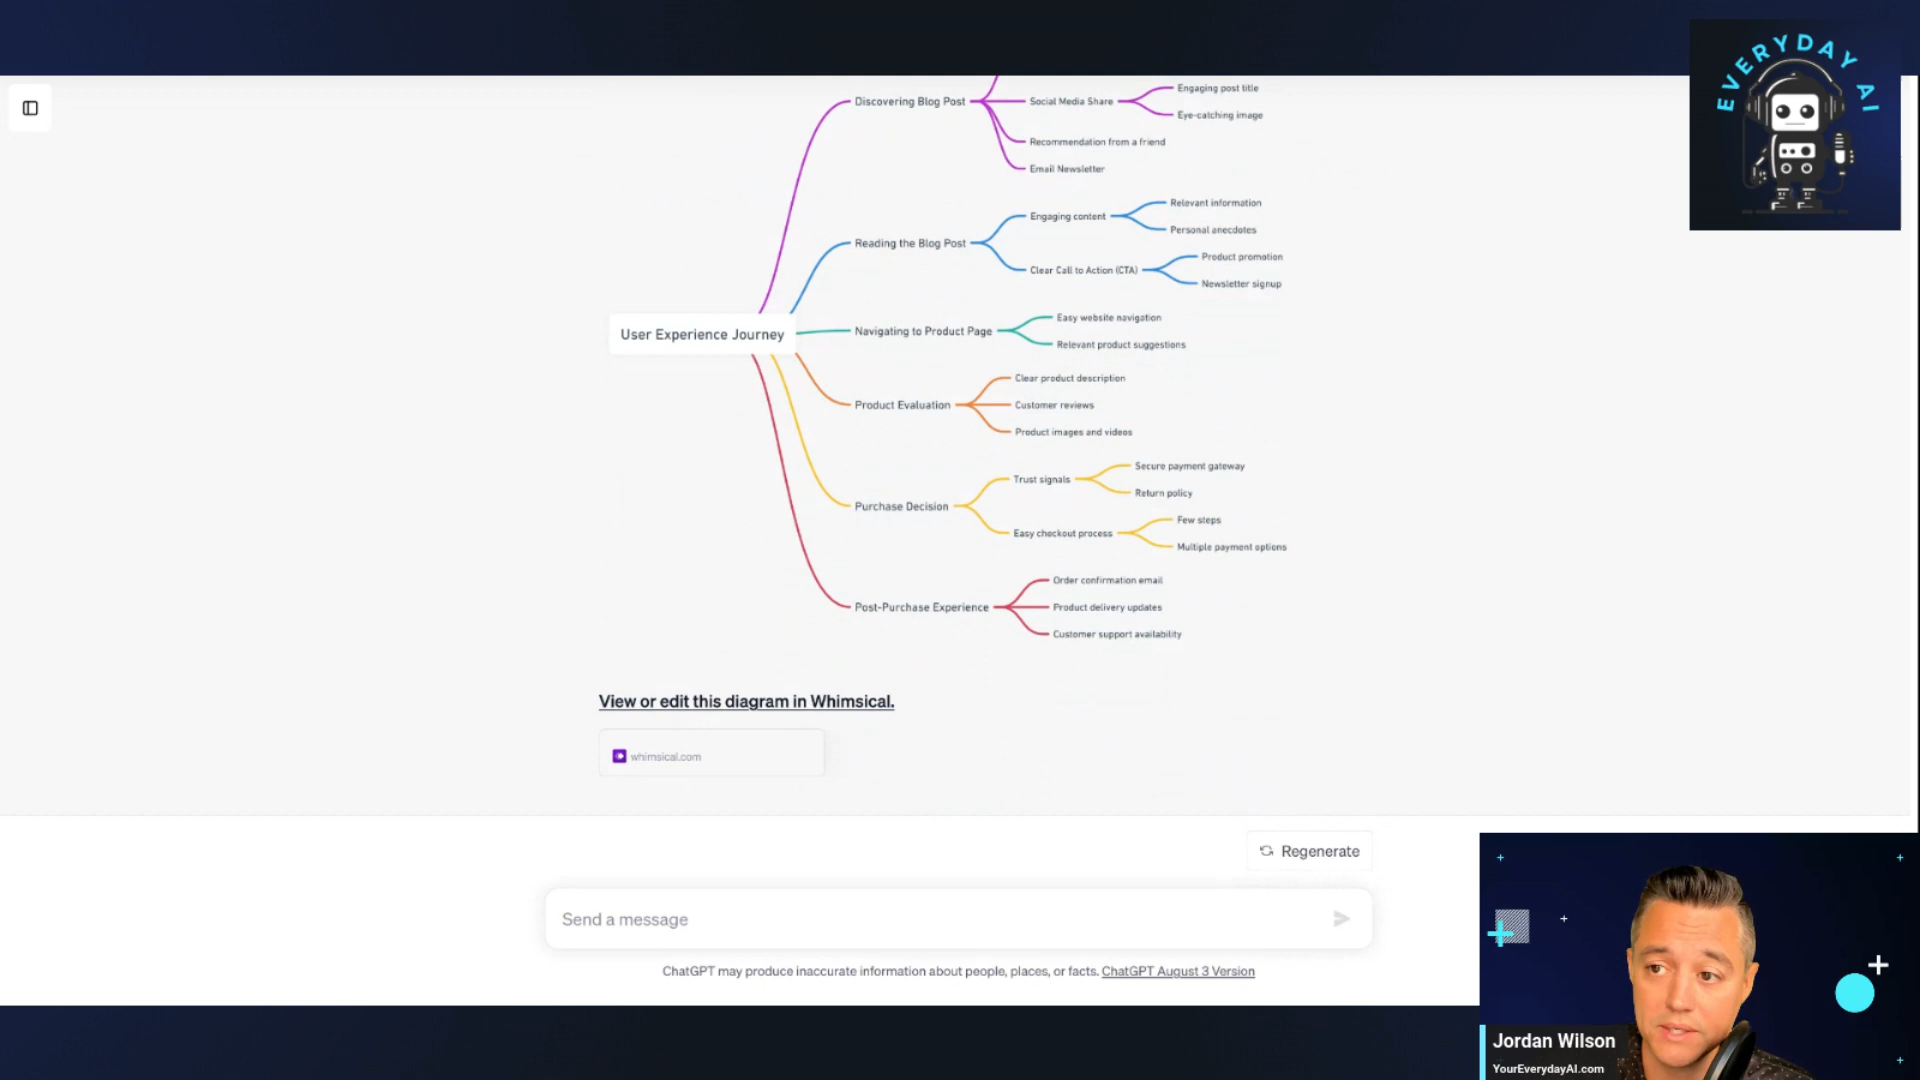 EVERYDAY AI
Discovering Blog Post
Social Media Share
Engaging post title
Eye-catching image
Recommendation from a friend
Email Newsletter
Reading the Blog Post
Engaging content
Relevant information
Personal anecdotes
Clear Call to Action (CTA)
Product promotion
Newsletter signup
User Experience Journey
Navigating to Product Page
Easy website navigation
Relevant product suggestions
Product Evaluation
Clear product description
Customer reviews
Product images and videos
Purchase Decision
Trust signals
Secure payment gateway
Return policy
Easy checkout process
Few steps
Multiple payment options
Post-Purchase Experience
Order confirmation email
Product delivery updates
Customer support availability
View or edit this diagram in Whimsical.
whimsical.com
Regenerate
Send a message
ChatGPT may produce inaccurate information about people, places, or facts. ChatGPT August 3 Version
Jordan Wilson
YourEverydayAI.com